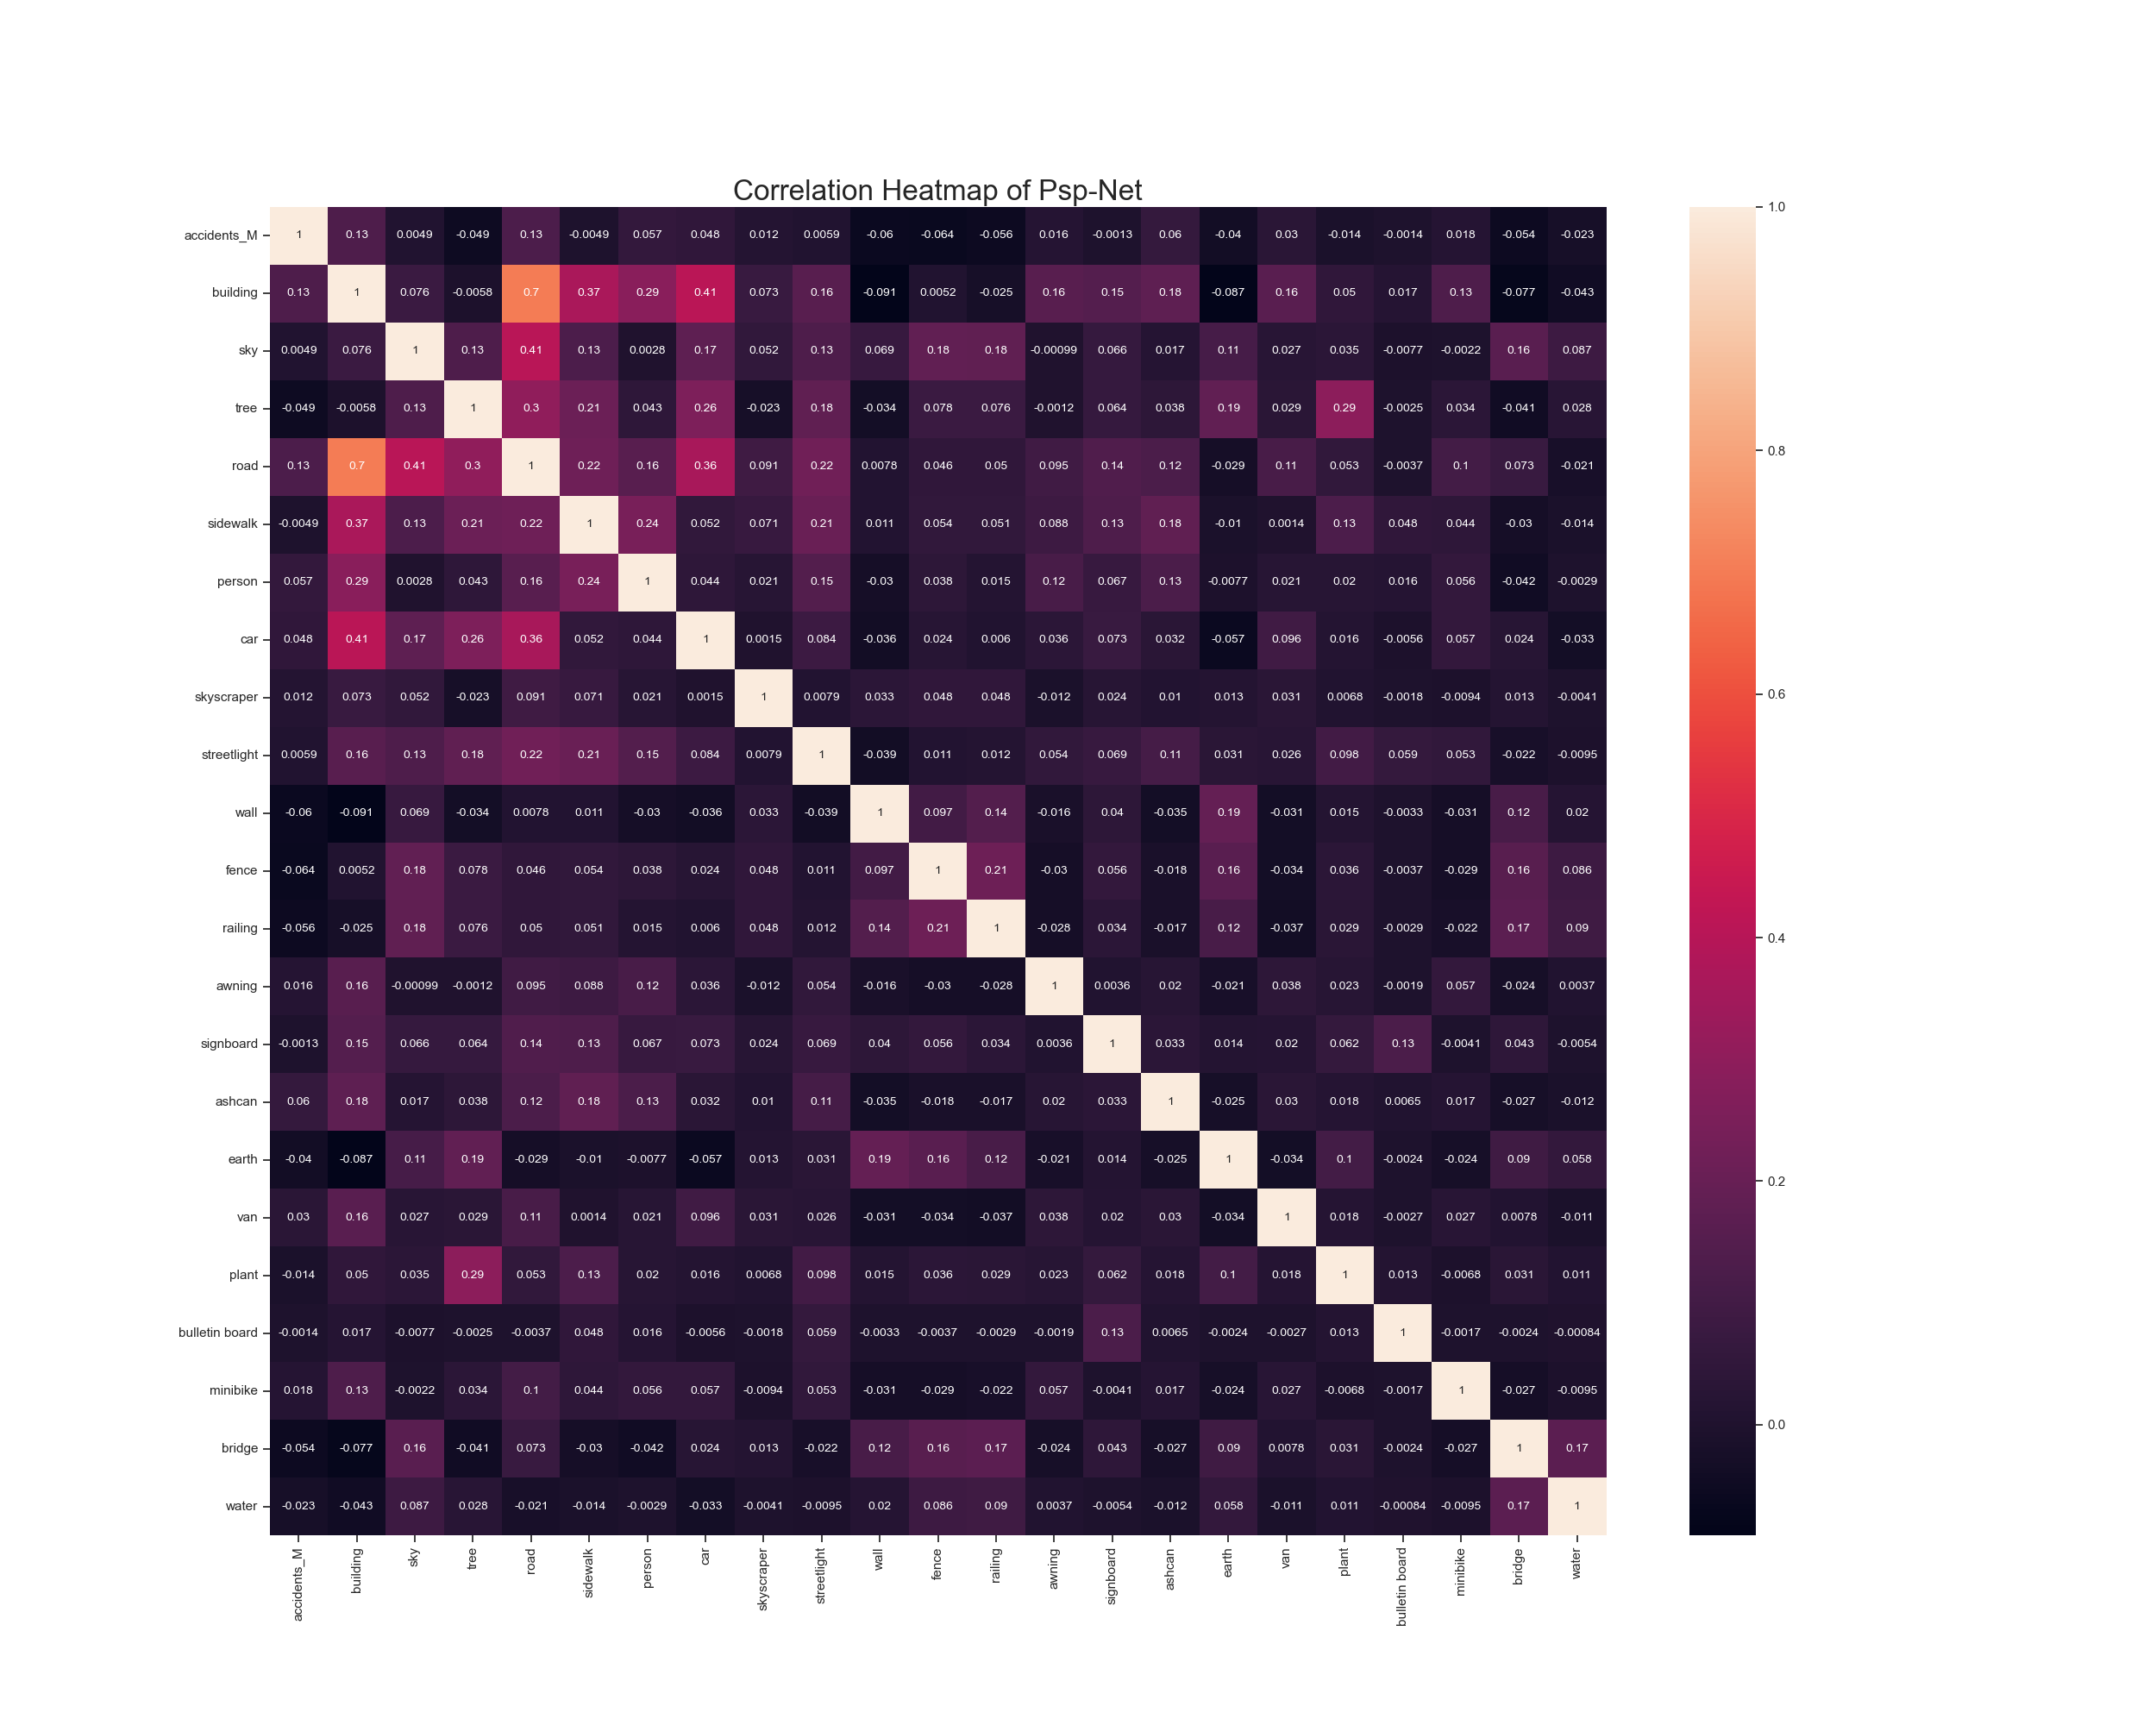 Correlation Heatmap of Psp-Net
accidents_M 1 0.13 0.0049 -0.049 0.13 -0.0049 0.057 0.048 0.012 0.0059 -0.06 -0.064 -0.056 0.016 -0.0013 0.06 -0.04 0.03 -0.014 -0.0014 0.018 -0.054 -0.023 1.0
building 0.13 1 0.076 -0.0058 0.7 0.37 0.29 0.41 0.073 0.16 -0.091 0.0052 -0.025 0.16 0.15 0.18 -0.087 0.16 0.05 0.017 0.13 -0.077 -0.043
sky 0.0049 0.076 1 0.13 0.41 0.13 0.0028 0.17 0.052 0.13 0.069 0.18 0.18 -0.00099 0.066 0.017 0.11 0.027 0.035 -0.0077 -0.0022 0.16 0.087
tree -0.049 -0.0058 0.13 1 0.3 0.21 0.043 0.26 -0.023 0.18 -0.034 0.078 0.076 -0.0012 0.064 0.038 0.19 0.029 0.29 -0.0025 0.034 -0.041 0.028
0.8
road 0.13 0.7 0.41 0.3 1 0.22 0.16 0.36 0.091 0.22 0.0078 0.046 0.05 0.095 0.14 0.12 -0.029 0.11 0.053 -0.0037 0.1 0.073 -0.021
sidewalk -0.0049 0.37 0.13 0.21 0.22 1 0.24 0.052 0.071 0.21 0.011 0.054 0.051 0.088 0.13 0.18 -0.01 0.0014 0.13 0.048 0.044 -0.03 -0.014
person 0.057 0.29 0.0028 0.043 0.16 0.24 1 0.044 0.021 0.15 -0.03 0.038 0.015 0.12 0.067 0.13 -0.0077 0.021 0.02 0.016 0.056 -0.042 -0.0029
car 0.048 0.41 0.17 0.26 0.36 0.052 0.044 1 0.0015 0.084 -0.036 0.024 0.006 0.036 0.073 0.032 -0.057 0.096 0.016 -0.0056 0.057 0.024 -0.033
skyscraper 0.012 0.073 0.052 -0.023 0.091 0.071 0.021 0.0015 1 0.0079 0.033 0.048 0.048 -0.012 0.024 0.01 0.013 0.031 0.0068 -0.0018 -0.0094 0.013 -0.0041 0.6
streetlight 0.0059 0.16 0.13 0.18 0.22 0.21 0.15 0.084 0.0079 1 -0.039 0.011 0.012 0.054 0.069 0.11 0.031 0.026 0.098 0.059 0.053 -0.022 -0.0095
wall -0.06 -0.091 0.069 -0.034 0.0078 0.011 -0.03 -0.036 0.033 -0.039 1 0.097 0.14 -0.016 0.04 -0.035 0.19 -0.031 0.015 -0.0033 -0.031 0.12 0.02
fence -0.064 0.0052 0.18 0.078 0.046 0.054 0.038 0.024 0.048 0.011 0.097 1 0.21 -0.03 0.056 -0.018 0.16 -0.034 0.036 -0.0037 -0.029 0.16 0.086
railing -0.056 -0.025 0.18 0.076 0.05 0.051 0.015 0.006 0.048 0.012 0.14 0.21 1 -0.028 0.034 -0.017 0.12 -0.037 0.029 -0.0029 -0.022 0.17 0.09 0.4
awning 0.016 0.16 -0.00099 -0.0012 0.095 0.088 0.12 0.036 -0.012 0.054 -0.016 -0.03 -0.028 1 0.0036 0.02 -0.021 0.038 0.023 -0.0019 0.057 -0.024 0.0037
signboard -0.0013 0.15 0.066 0.064 0.14 0.13 0.067 0.073 0.024 0.069 0.04 0.056 0.034 0.0036 1 0.033 0.014 0.02 0.062 0.13 -0.0041 0.043 -0.0054
ashcan 0.06 0.18 0.017 0.038 0.12 0.18 0.13 0.032 0.01 0.11 -0.035 -0.018 -0.017 0.02 0.033 1 -0.025 0.03 0.018 0.0065 0.017 -0.027 -0.012
earth -0.04 -0.087 0.11 0.19 -0.029 -0.01 -0.0077 -0.057 0.013 0.031 0.19 0.16 0.12 -0.021 0.014 -0.025 1 -0.034 0.1 -0.0024 -0.024 0.09 0.058 0.2
van 0.03 0.16 0.027 0.029 0.11 0.0014 0.021 0.096 0.031 0.026 -0.031 -0.034 -0.037 0.038 0.02 0.03 -0.034 1 0.018 -0.0027 0.027 0.0078 -0.011
plant -0.014 0.05 0.035 0.29 0.053 0.13 0.02 0.016 0.0068 0.098 0.015 0.036 0.029 0.023 0.062 0.018 0.1 0.018 1 0.013 -0.0068 0.031 0.011
bulletin board -0.0014 0.017 -0.0077 -0.0025 -0.0037 0.048 0.016 -0.0056 -0.0018 0.059 -0.0033 -0.0037 -0.0029 -0.0019 0.13 0.0065 -0.0024 -0.0027 0.013 1 -0.0017 -0.0024 -0.00084
minibike 0.018 0.13 -0.0022 0.034 0.1 0.044 0.056 0.057 -0.0094 0.053 -0.031 -0.029 -0.022 0.057 -0.0041 0.017 -0.024 0.027 -0.0068 -0.0017 1 -0.027 -0.0095
0.0
bridge -0.054 -0.077 0.16 -0.041 0.073 -0.03 -0.042 0.024 0.013 -0.022 0.12 0.16 0.17 -0.024 0.043 -0.027 0.09 0.0078 0.031 -0.0024 -0.027 1 0.17
water -0.023 -0.043 0.087 0.028 -0.021 -0.014 -0.0029 -0.033 -0.0041 -0.0095 0.02 0.086 0.09 0.0037 -0.0054 -0.012 0.058 -0.011 0.011 -0.00084 -0.0095 0.17 1
accidents_M building sky tree road sidewalk person car skyscraper streetlight wall fence railing awning signboard ashcan earth van plant bulletin board minibike bridge water